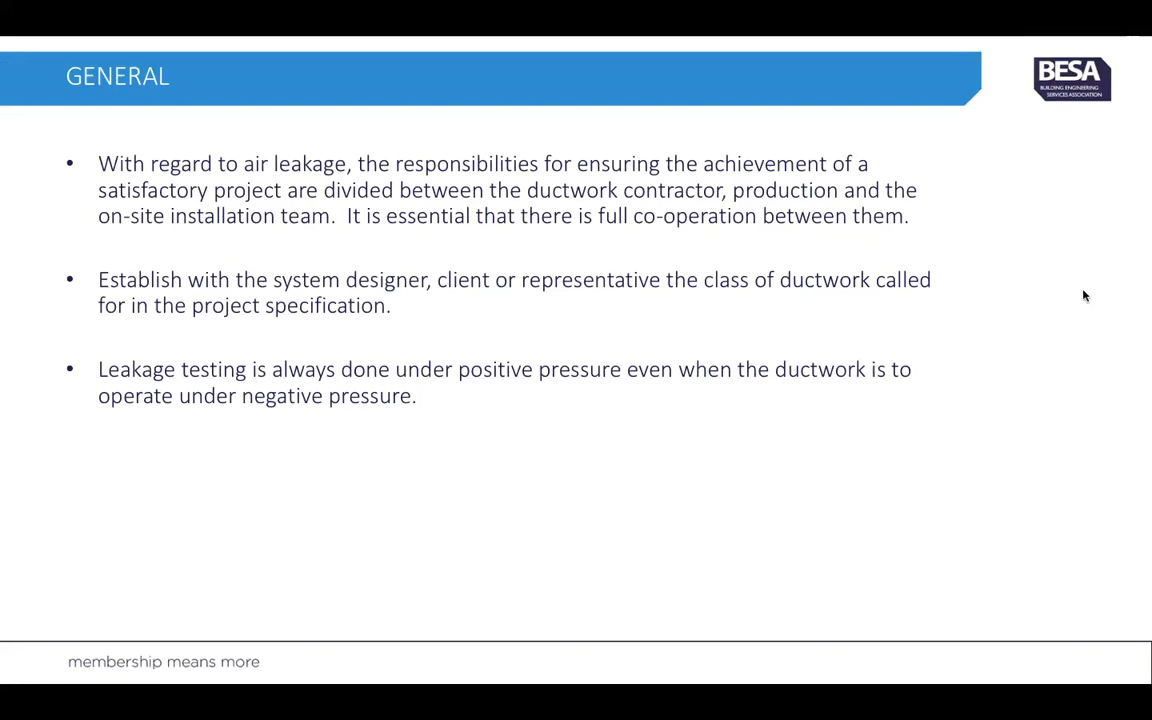 GENERAL
BESA
BUILDING ENGINEERING
SERVICES ASSOCIATION
• With regard to air leakage, the responsibilities for ensuring the achievement of a
satisfactory project are divided between the ductwork contractor, production and the
on-site installation team.  It is essential that there is full co-operation between them.
• Establish with the system designer, client or representative the class of ductwork called
for in the project specification.
• Leakage testing is always done under positive pressure even when the ductwork is to
operate under negative pressure.
membership means more